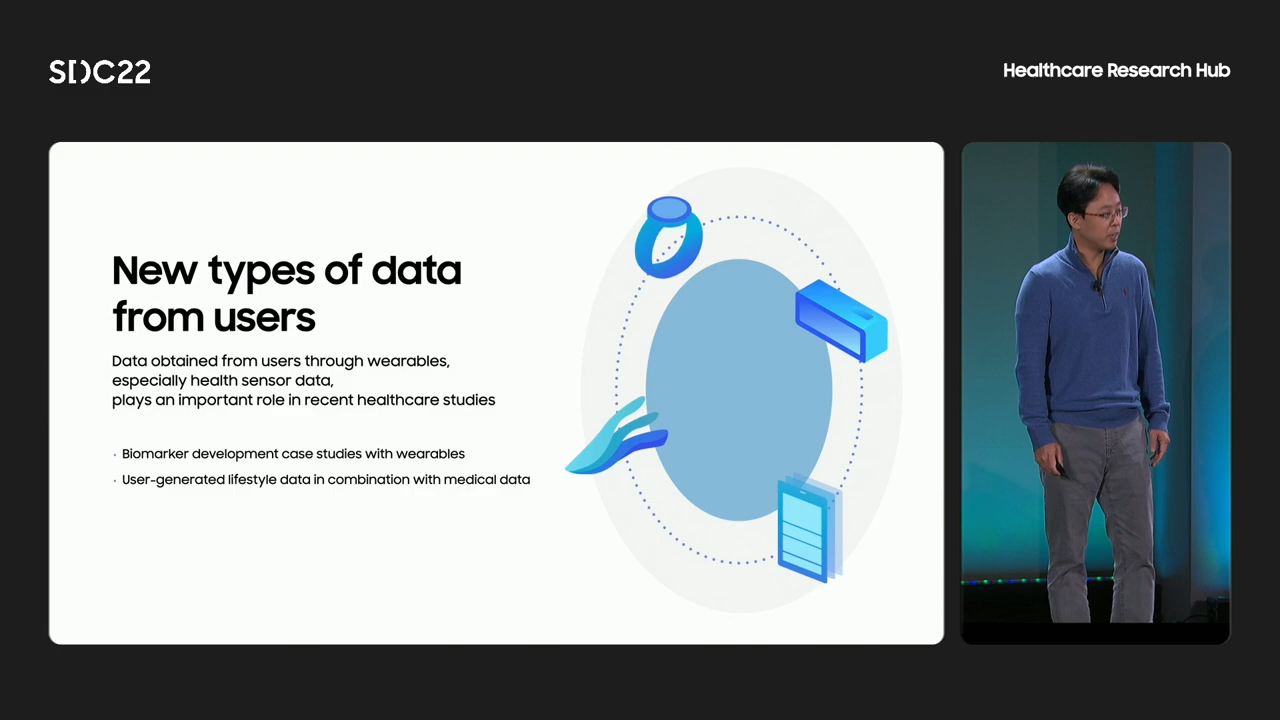 SDC22
Healthcare Research Hub
New types of data
from users
Data obtained from users through wearables,
especially health sensor data,
plays an important role in recent healthcare studies
· Biomarker development case studies with wearables
· User-generated lifestyle data in combination with medical data